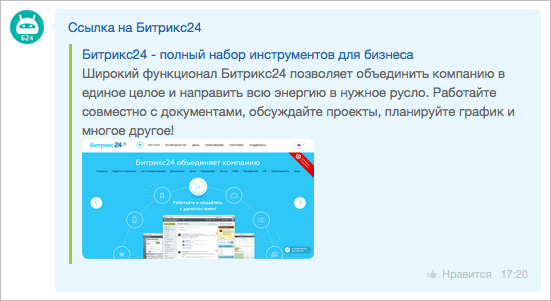 Б24
Ссылка на Битрикс24
Битрикс24 - полный набор инструментов для бизнеса
Широкий функционал Битрикс24 позволяет объединить компанию в
единое целое и направить всю энергию в нужное русло. Работайте
совместно с документами, обсуждайте проекты, планируйте график и
многое другое!
Битрикс24
Битрикс24 объединяет компанию
Работайте и общайтесь
с удовольствием!
Нравится 17:20